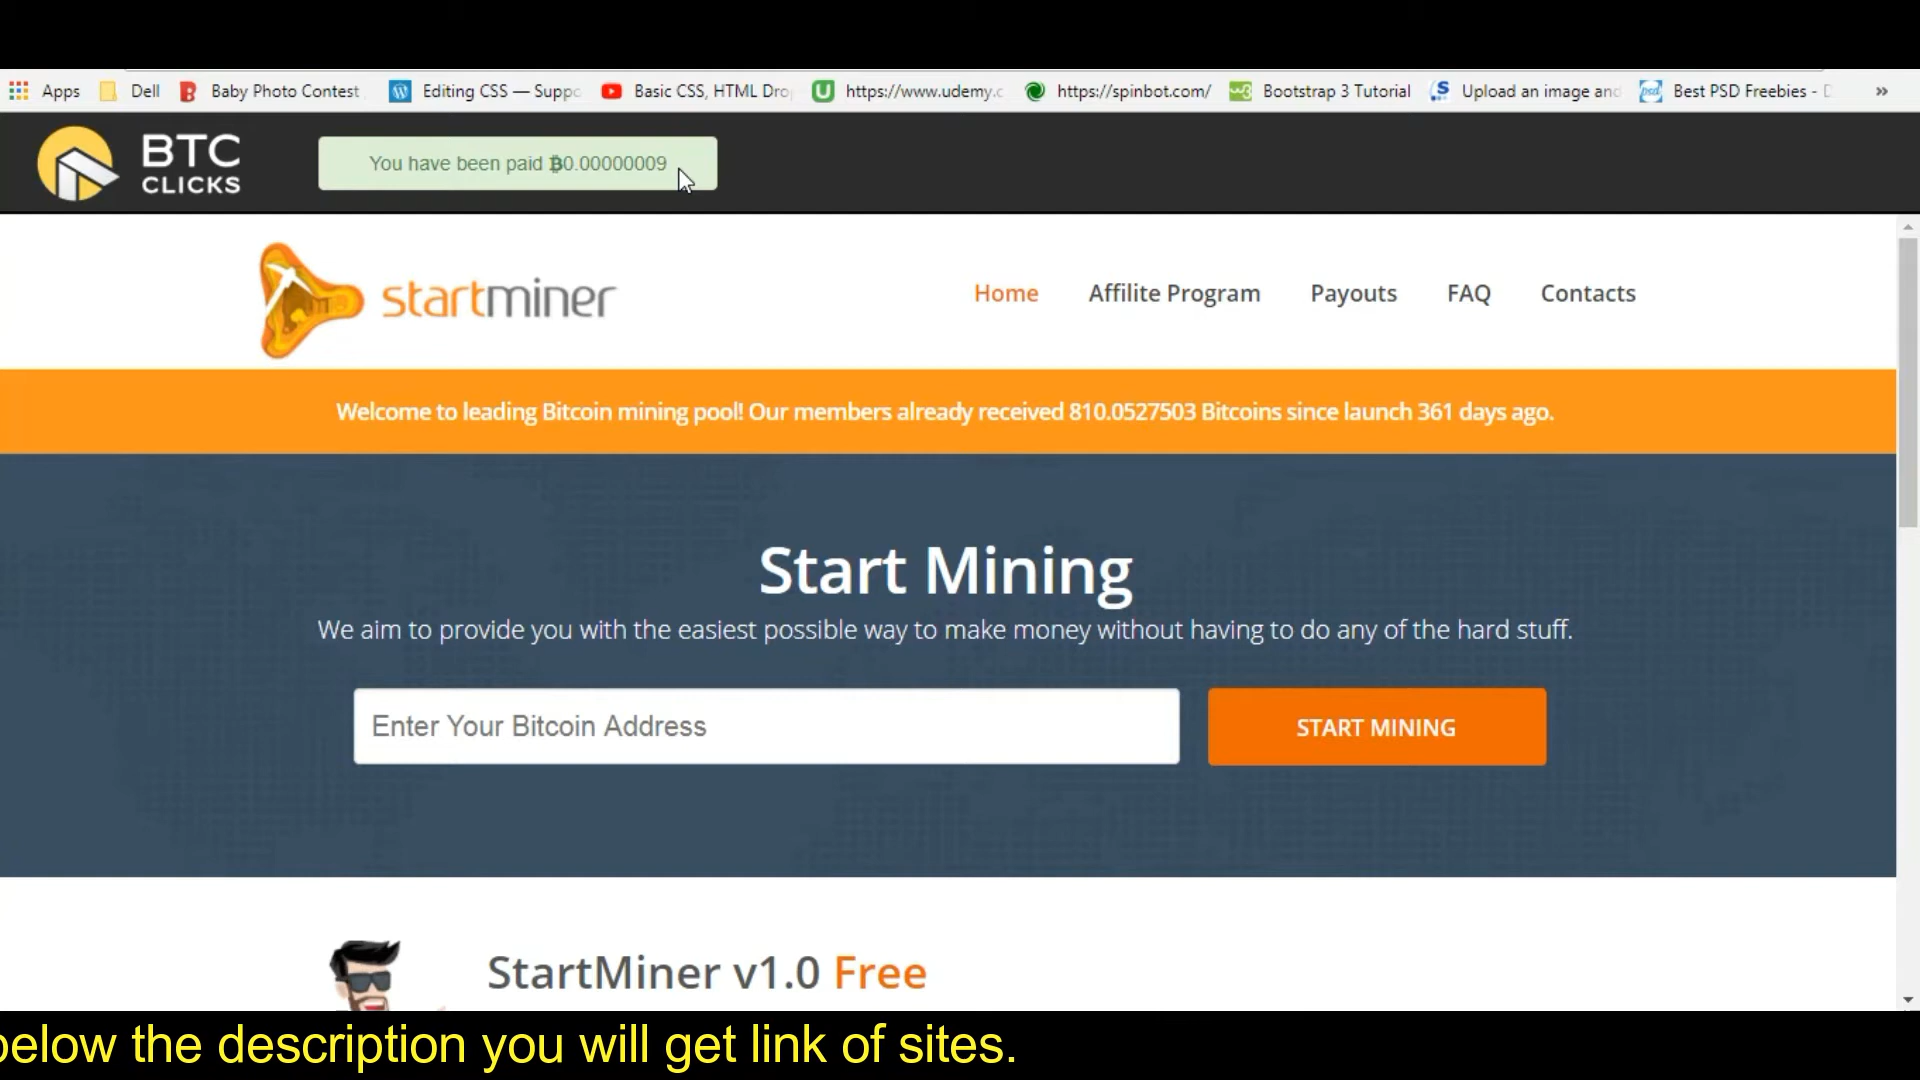 Apps Dell Baby Photo Contest Editing CSS — Suppo Basic CSS, HTML Dro https://www.udemy.c https://spinbot.com/ Bootstrap 3 Tutorial Upload an image and Best PSD Freebies - D »
BTC
CLICKS
You have been paid ฿0.00000009
startminer
Home Affilite Program Payouts FAQ Contacts
Welcome to leading Bitcoin mining pool! Our members already received 810.0527503 Bitcoins since launch 361 days ago.
Start Mining
We aim to provide you with the easiest possible way to make money without having to do any of the hard stuff.
Enter Your Bitcoin Address
START MINING
StartMiner v1.0 Free
below the description you will get link of sites.